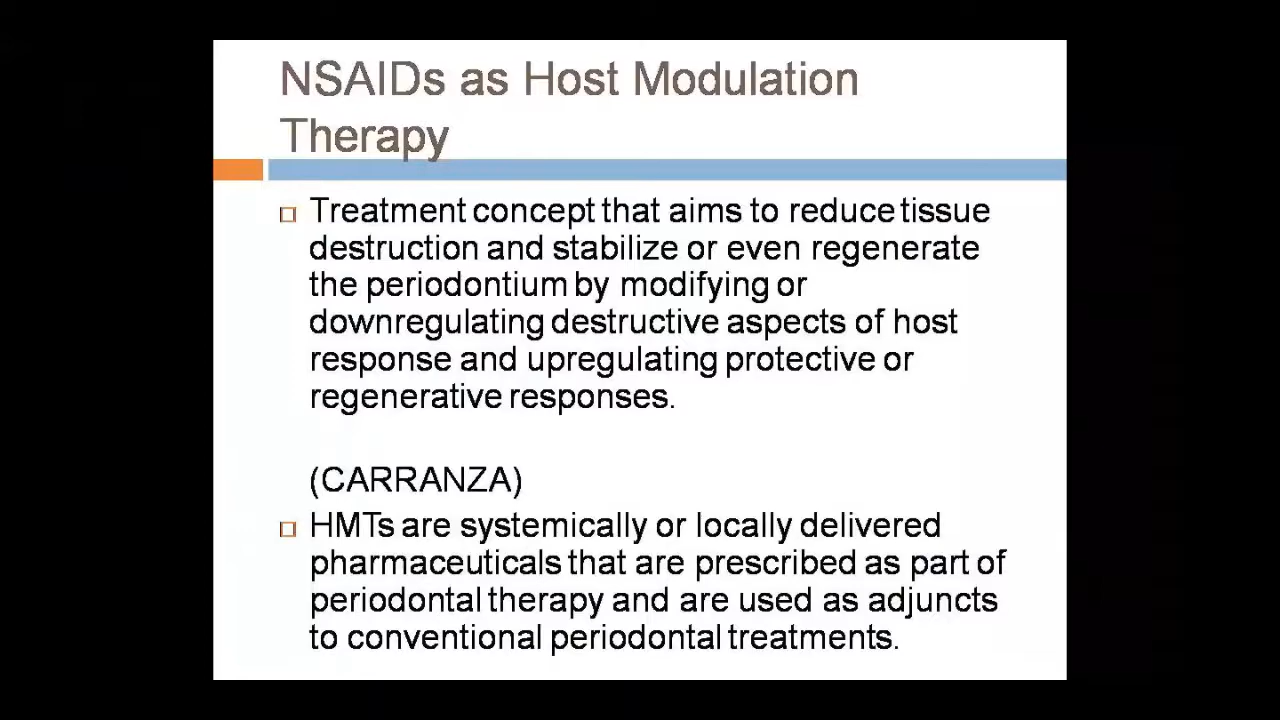 NSAIDs as Host Modulation
Therapy
Treatment concept that aims to reduce tissue
destruction and stabilize or even regenerate
the periodontium by modifying or
downregulating destructive aspects of host
response and upregulating protective or
regenerative responses.
(CARRANZA)
HMTs are systemically or locally delivered
pharmaceuticals that are prescribed as part of
periodontal therapy and are used as adjuncts
to conventional periodontal treatments.